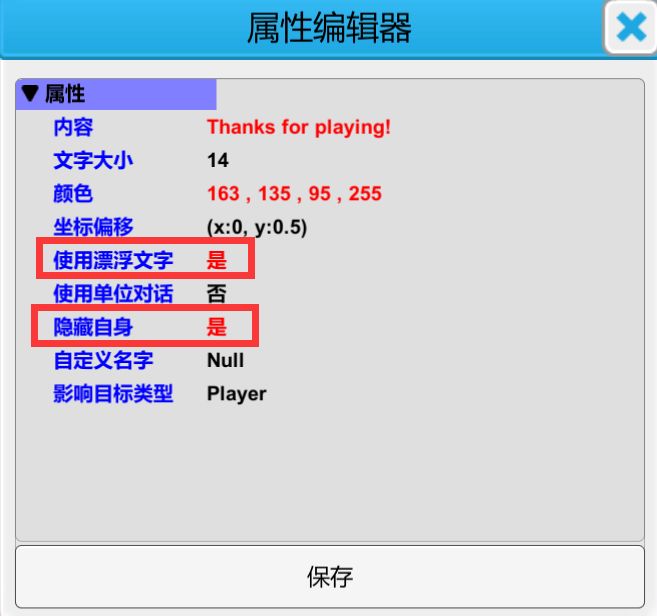 属性编辑器
▼ 属性
内容 Thanks for playing!
文字大小 14
颜色 163 , 135 , 95 , 255
坐标偏移 (x:0, y:0.5)
使用漂浮文字 是
使用单位对话 否
隐藏自身 是
自定义名字 Null
影响目标类型 Player
保存